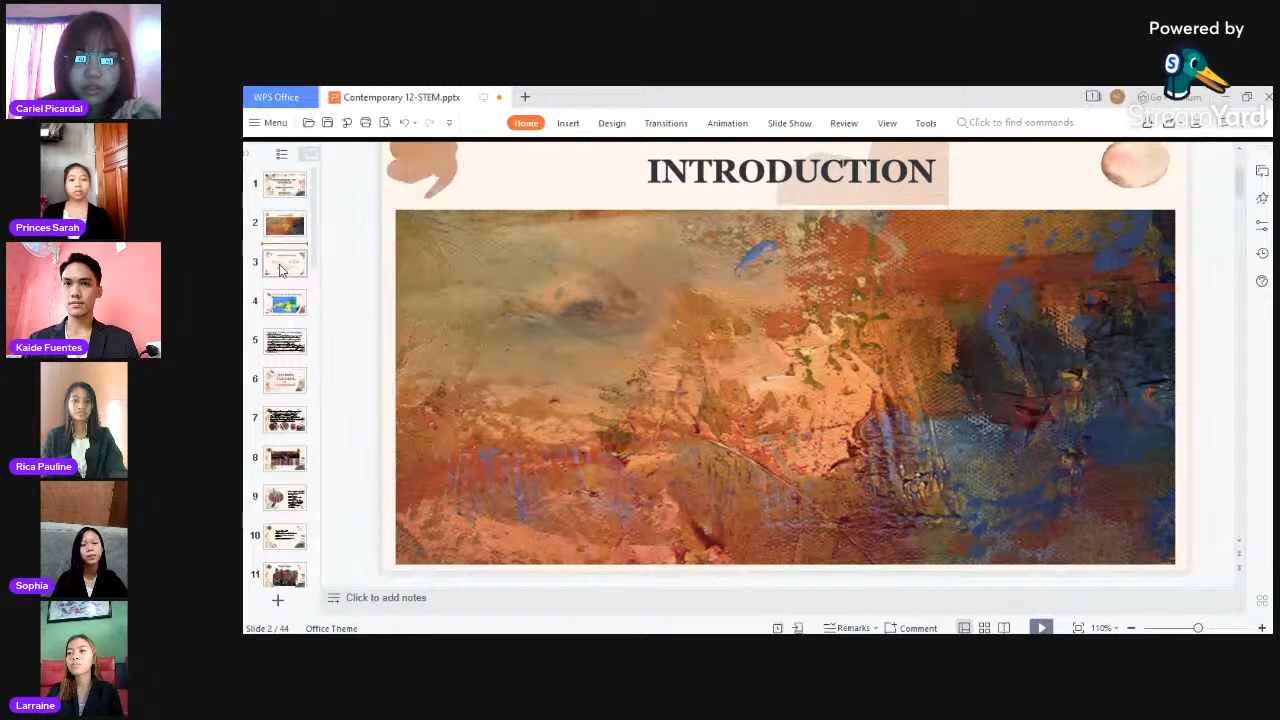 Powered by
StreamYard
Cariel Picardal
Princes Sarah
Kaide Fuentes
Rica Pauline
Sophia
Larraine
WPS Office
Contemporary 12-STEM.pptx
Menu
Home Insert Design Transitions Animation Slide Show Review View Tools Click to find commands
INTRODUCTION
1
2
3
4
5
6
7
8
9
10
11
Click to add notes
Slide 2 / 44 Office Theme
Remarks Comment 110%